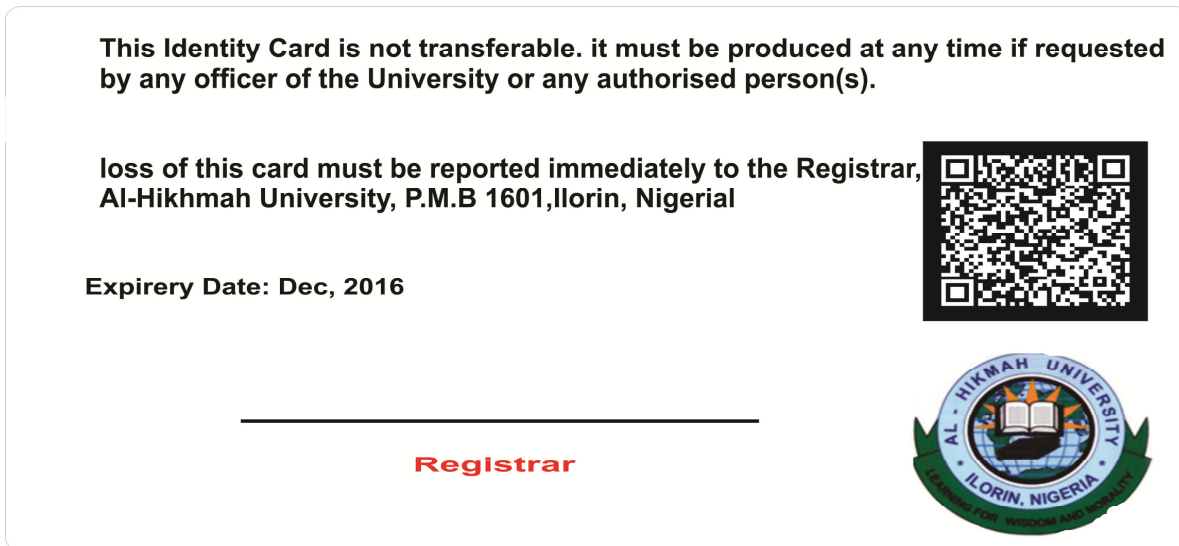 This Identity Card is not transferable. it must be produced at any time if requested
by any officer of the University or any authorised person(s).
loss of this card must be reported immediately to the Registrar,
Al-Hikhmah University, P.M.B 1601,Ilorin, Nigerial
Expirery Date: Dec, 2016
Registrar
AL - HIKMAH UNIVERSITY
* ILORIN, NIGERIA *
LEARNING FOR WISDOM AND MORALITY